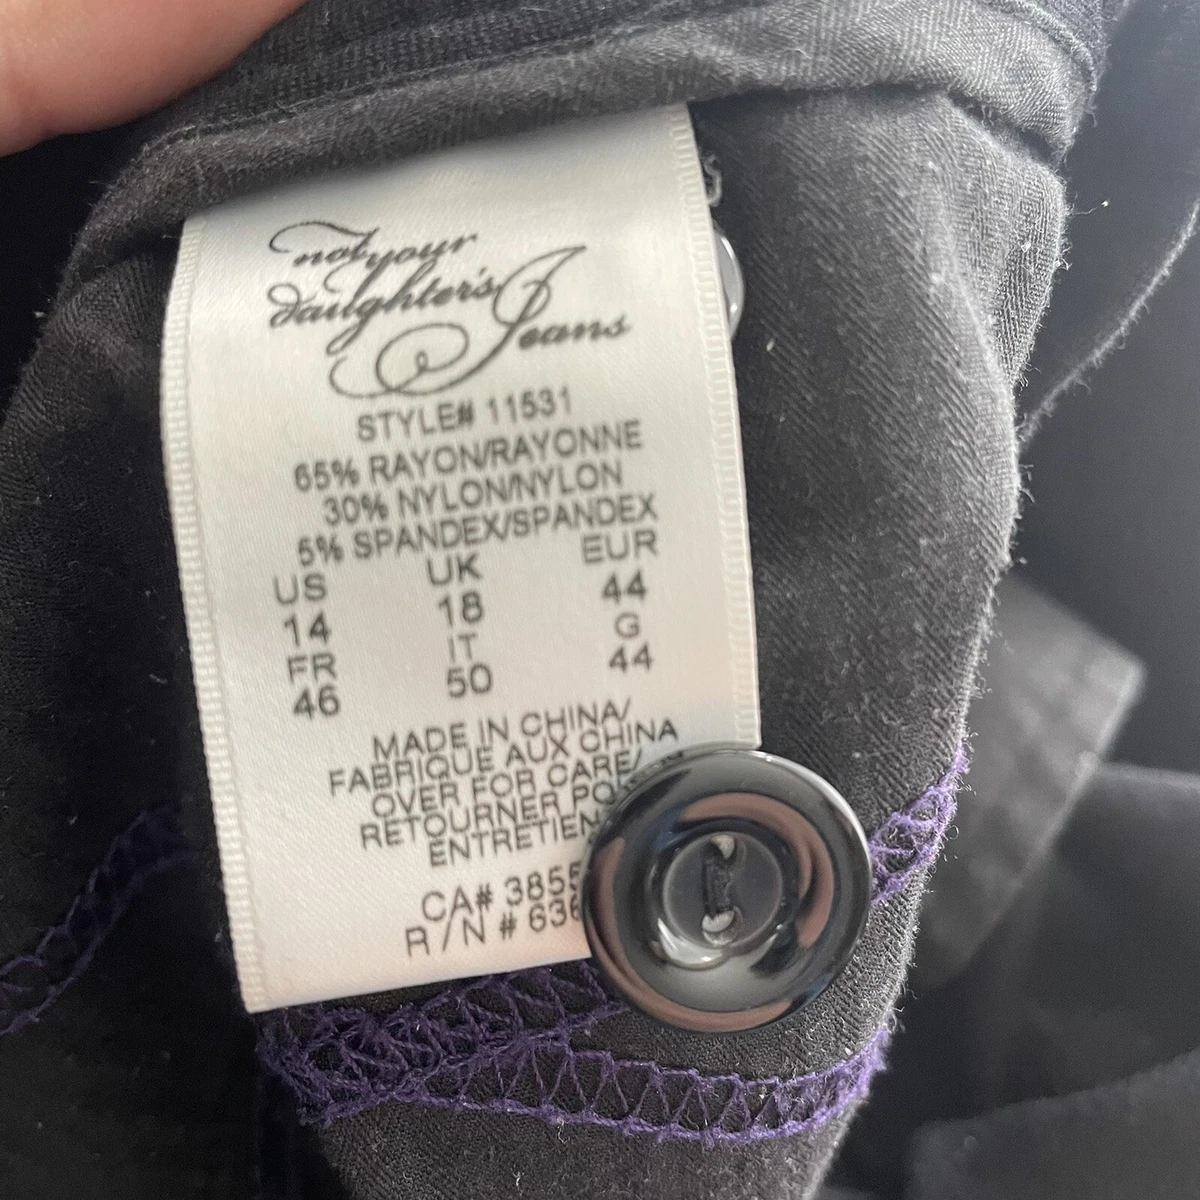 not your
daughter's Jeans
STYLE# 11531
65% RAYON/RAYONNE
30% NYLON/NYLON
5% SPANDEX/SPANDEX
US UK EUR
14 18 44
FR IT G
46 50 44
MADE IN CHINA/
FABRIQUE AUX CHINA
OVER FOR CARE/
RETOURNER
ENTRETIEN
CA# 3855
R/N # 636